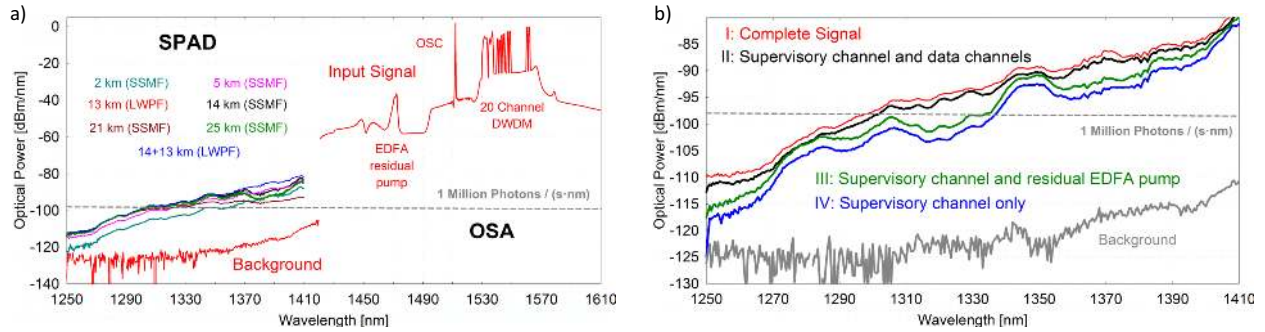 a)
SPAD
OSC
Input Signal
2 km (SSMF)
5 km (SSMF)
13 km (LWPF)
14 km (SSMF)
21 km (SSMF)
25 km (SSMF)
14+13 km (LWPF)
20 Channel
DWDM
EDFA
residual
pump
1 Million Photons / (s·nm)
OSA
Background
Optical Power [dBm/nm]
0
-20
-40
-60
-80
-100
-120
-140
1250 1290 1330 1370 1410 1450 1490 1530 1570 1610
Wavelength [nm]
b)
I: Complete Signal
II: Supervisory channel and data channels
1 Million Photons / (s·nm)
III: Supervisory channel and residual EDFA pump
IV: Supervisory channel only
Background
Optical Power [dBm/nm]
-85
-90
-95
-100
-105
-110
-115
-120
-125
-130
1250 1270 1290 1310 1330 1350 1370 1390 1410
Wavelength [nm]